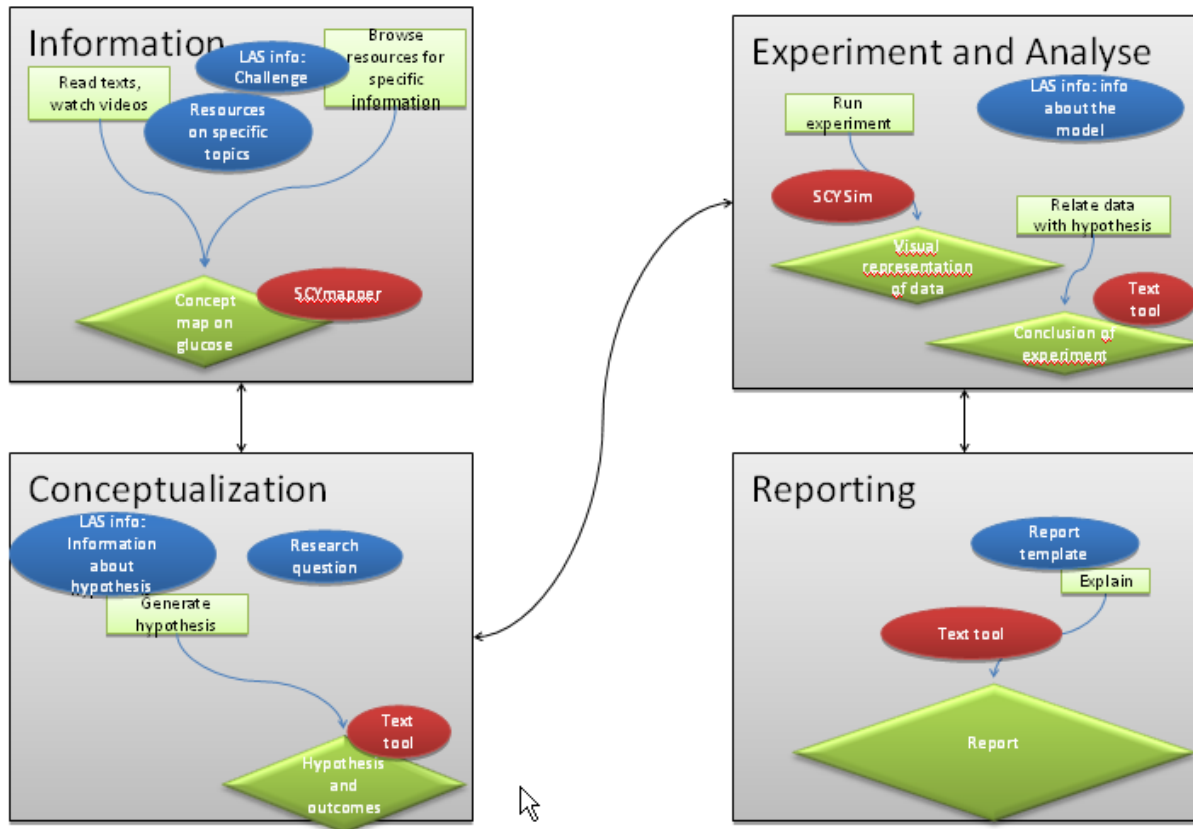 Information
LAS info:
Challenge
Browse
resources for
specific
information
Read texts,
watch videos
Resources
on specific
topics
SCYmapper
Concept
map on
glucose
Experiment and Analyse
Run
experiment
LAS info: info
about the
model
SCYSim
Relate data
with hypothesis
Visual
representation
of data
Text
tool
Conclusion of
experiment
Conceptualization
LAS info:
Information
about
hypothesis
Research
question
Generate
hypothesis
Text
tool
Hypothesis
and
outcomes
Reporting
Report
template
Explain
Text tool
Report